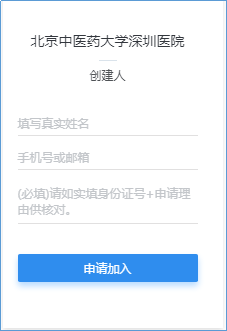 北京中医药大学深圳医院
创建人
填写真实姓名
手机号或邮箱
(必填)请如实填身份证号+申请理
由供核对。
申请加入